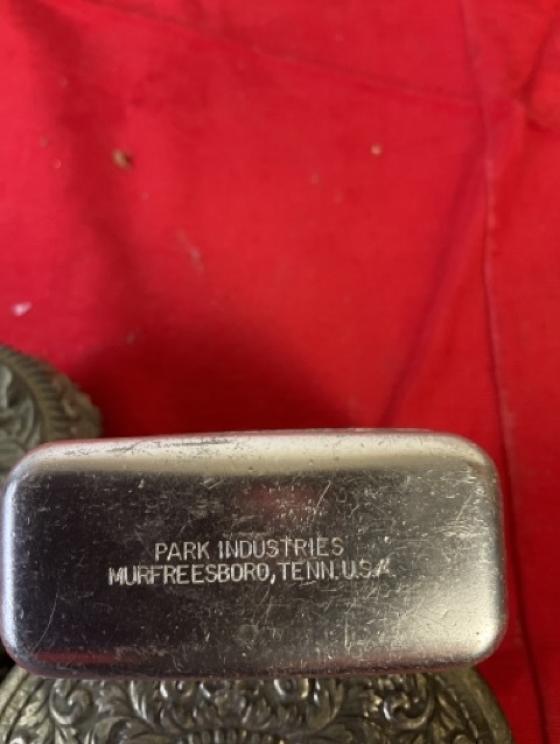 PARK INDUSTRIES
MURFREESBORO, TENN. U.S.A.